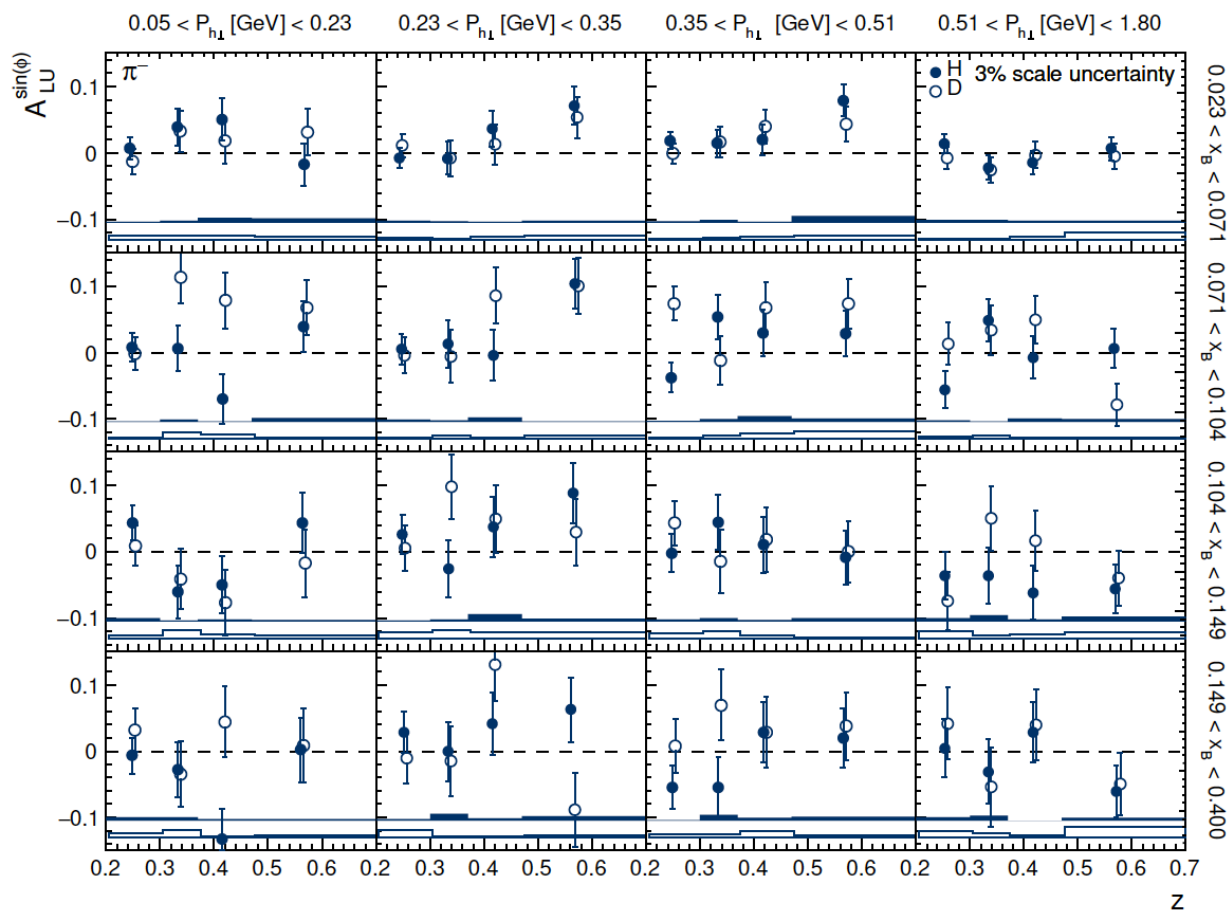 0.05 < P_h⊥ [GeV] < 0.23
0.23 < P_h⊥ [GeV] < 0.35
0.35 < P_h⊥ [GeV] < 0.51
0.51 < P_h⊥ [GeV] < 1.80
A_LU^sin(ϕ)
π⁻
H
D
3% scale uncertainty
0.1
0
−0.1
0.023 < x_B < 0.071
0.1
0
−0.1
0.071 < x_B < 0.104
0.1
0
−0.1
0.104 < x_B < 0.149
0.1
0
−0.1
0.149 < x_B < 0.400
0.2 0.3 0.4 0.5 0.6 0.2 0.3 0.4 0.5 0.6 0.2 0.3 0.4 0.5 0.6 0.2 0.3 0.4 0.5 0.6 0.7
z